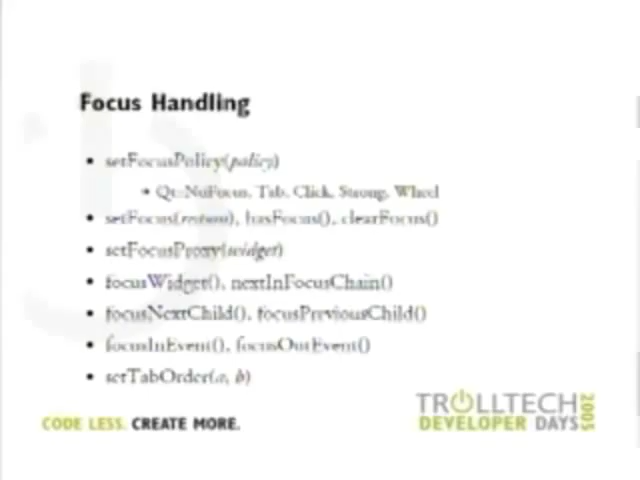 Focus Handling
• setFocusPolicy(policy)
• Qt::NoFocus, Tab, Click, Strong, Wheel
• setFocus(reason), hasFocus(), clearFocus()
• setFocusProxy(widget)
• focusWidget(), nextInFocusChain()
• focusNextChild(), focusPreviousChild()
• focusInEvent(), focusOutEvent()
• setTabOrder(a, b)
CODE LESS. CREATE MORE.
TROLLTECH
DEVELOPER DAYS 2005